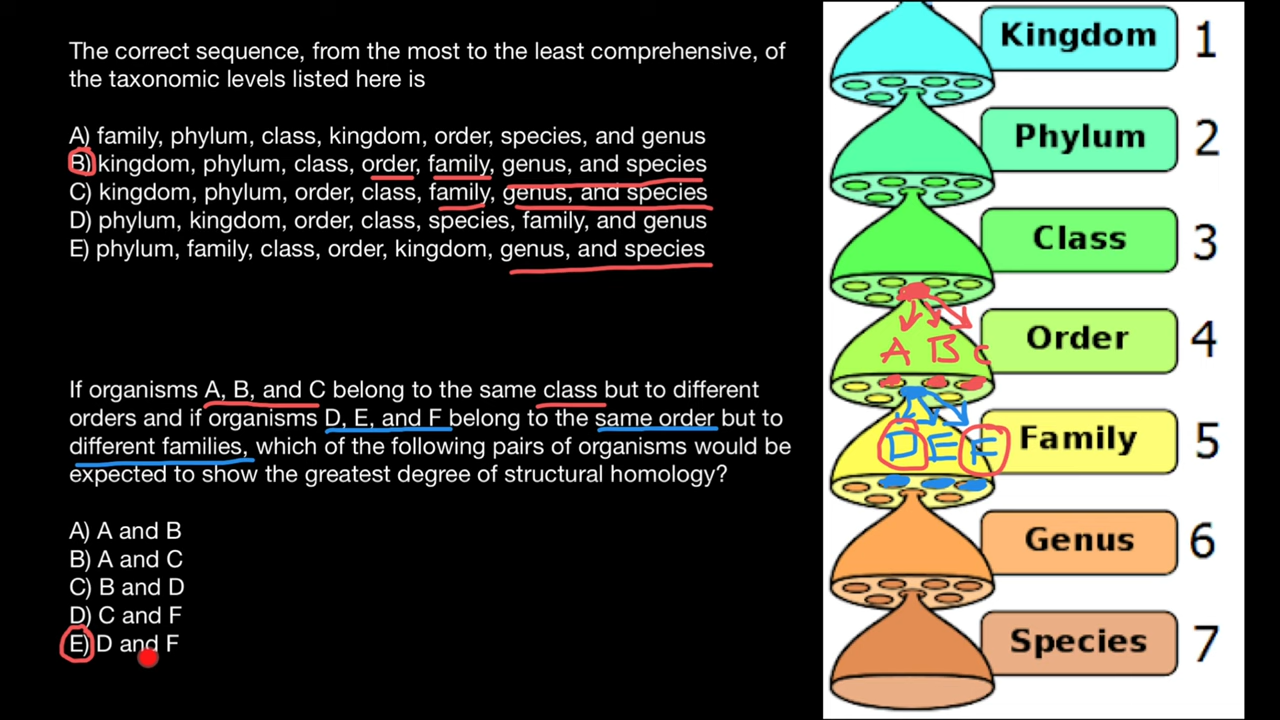 The correct sequence, from the most to the least comprehensive, of
the taxonomic levels listed here is
A) family, phylum, class, kingdom, order, species, and genus
B) kingdom, phylum, class, order, family, genus, and species
C) kingdom, phylum, order, class, family, genus, and species
D) phylum, kingdom, order, class, species, family, and genus
E) phylum, family, class, order, kingdom, genus, and species
If organisms A, B, and C belong to the same class but to different
orders and if organisms D, E, and F belong to the same order but to
different families, which of the following pairs of organisms would be
expected to show the greatest degree of structural homology?
A) A and B
B) A and C
C) B and D
D) C and F
E) D and F
Kingdom 1
Phylum 2
Class 3
Order 4
A B C
Family 5
D E F
Genus 6
Species 7